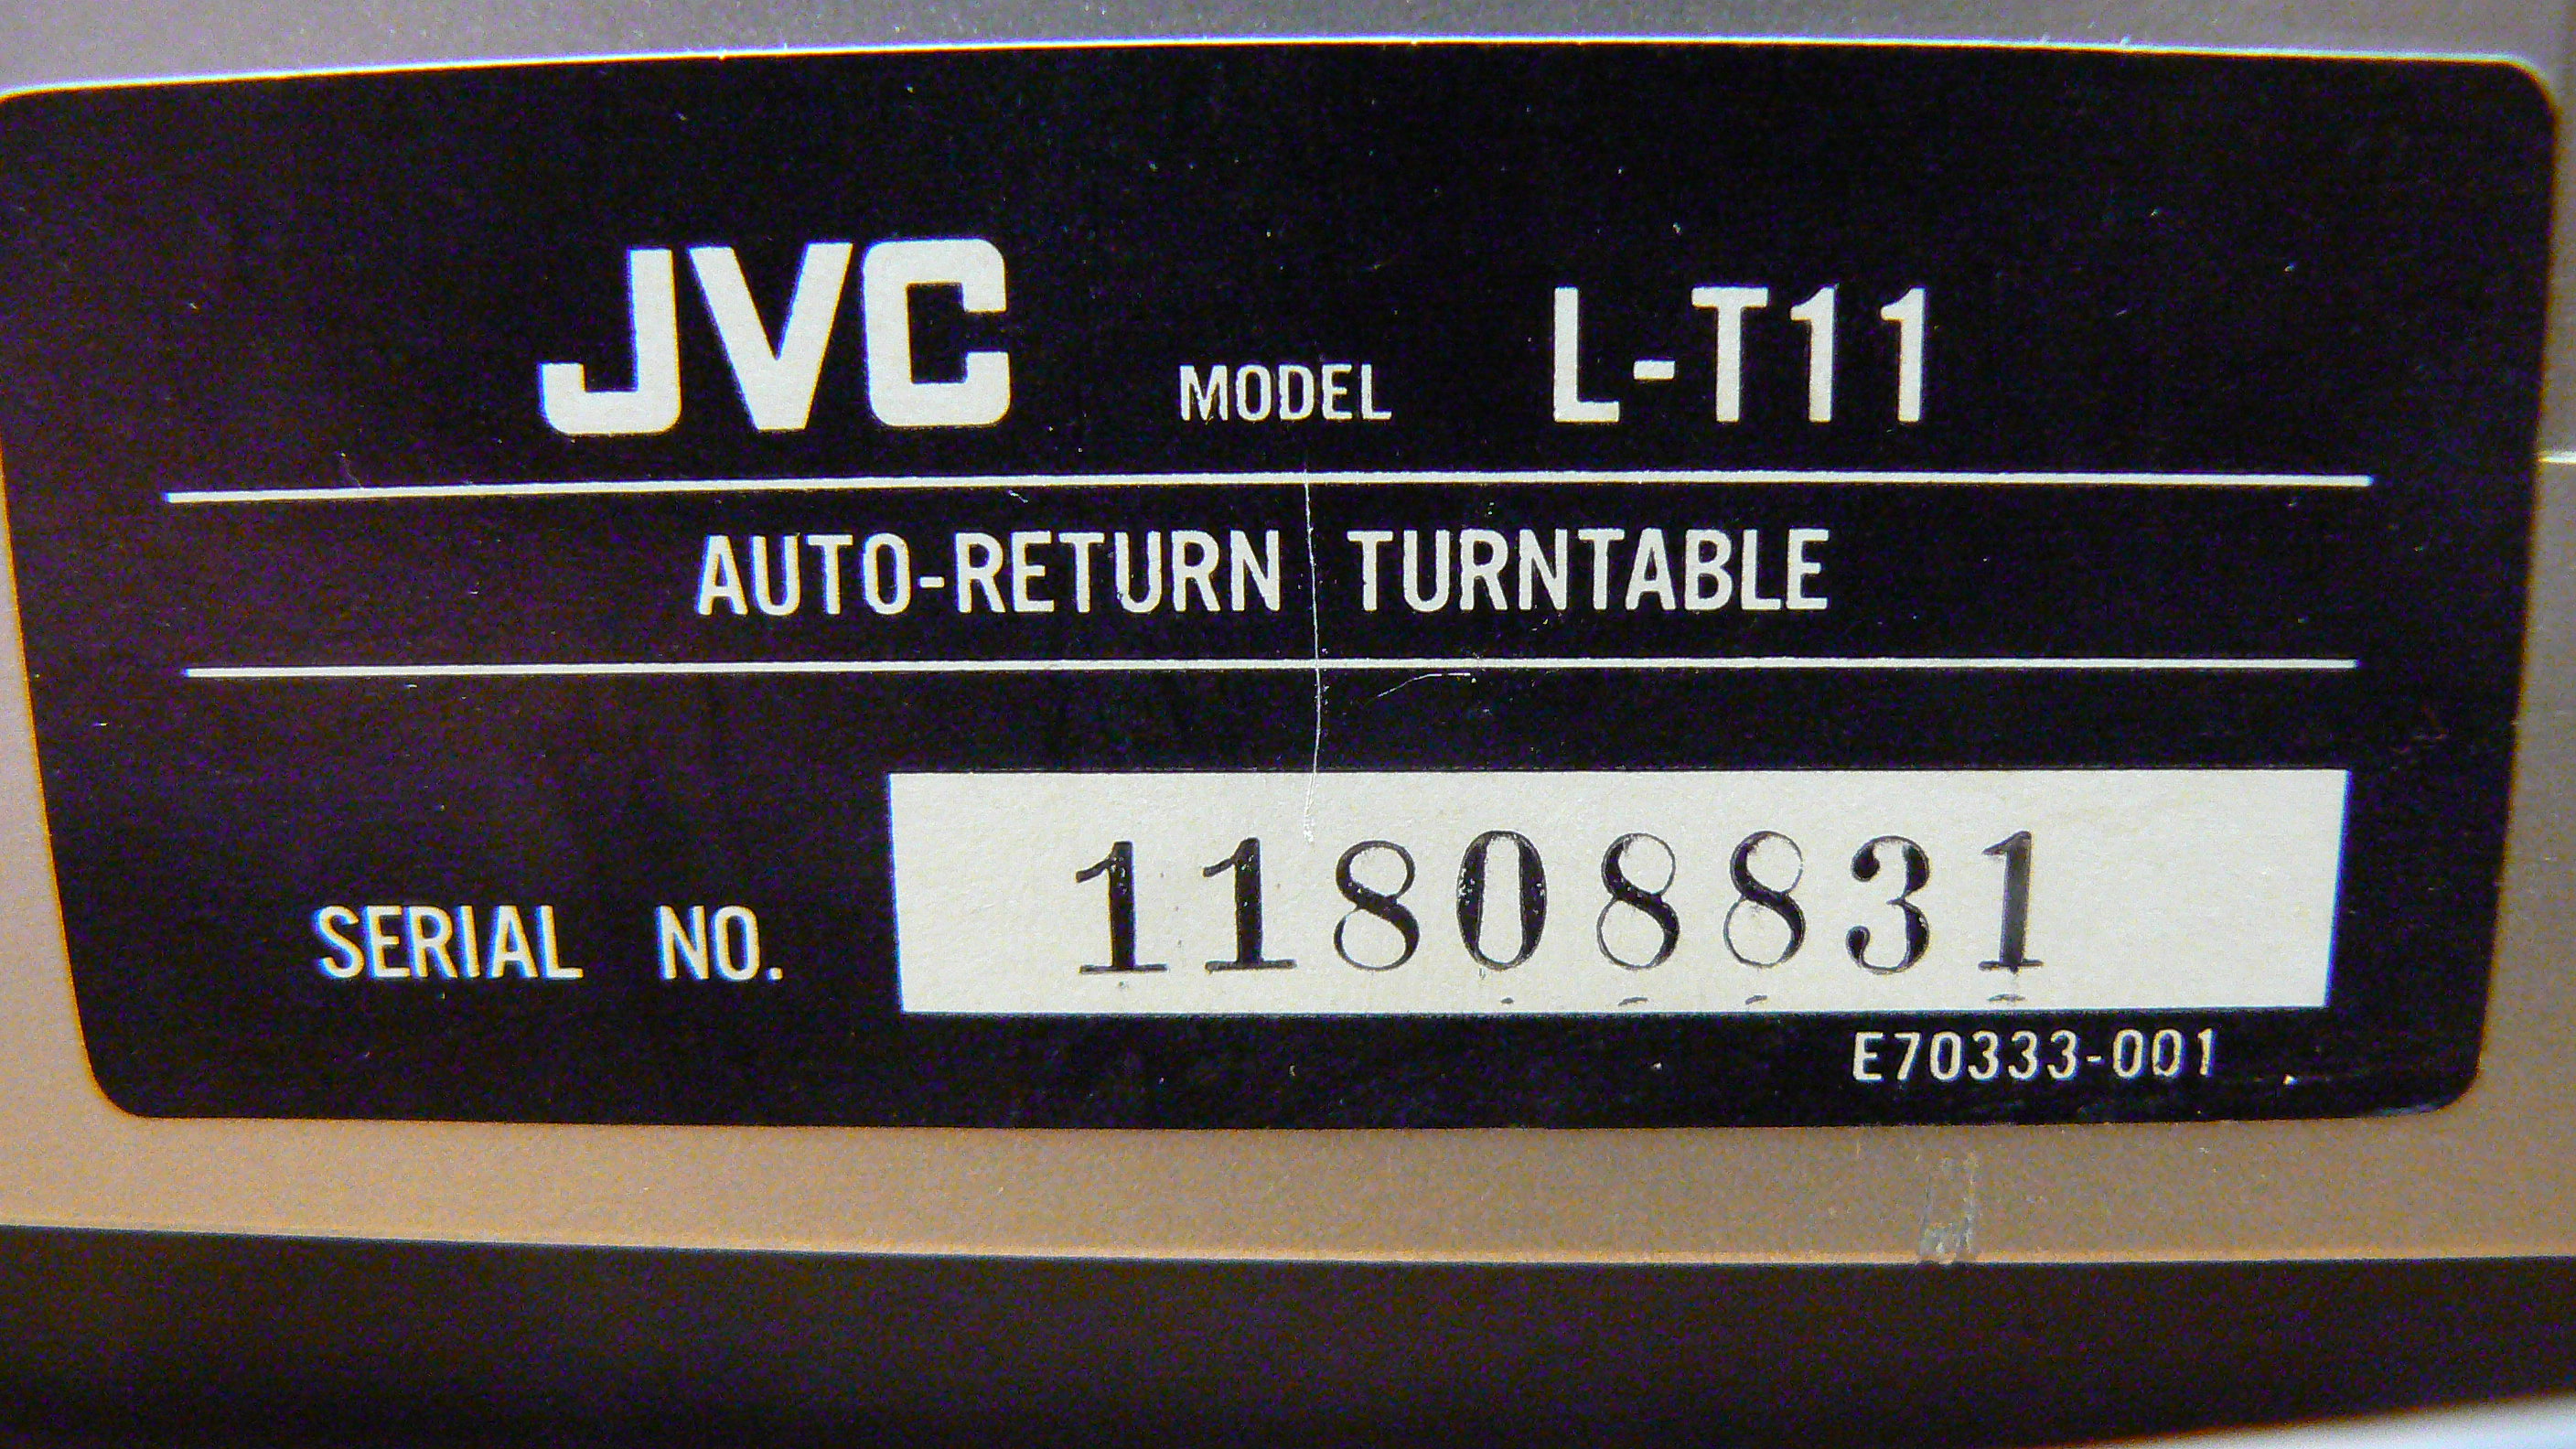 JVC MODEL L-T11
AUTO-RETURN TURNTABLE
SERIAL NO. 11808831
E70333-001